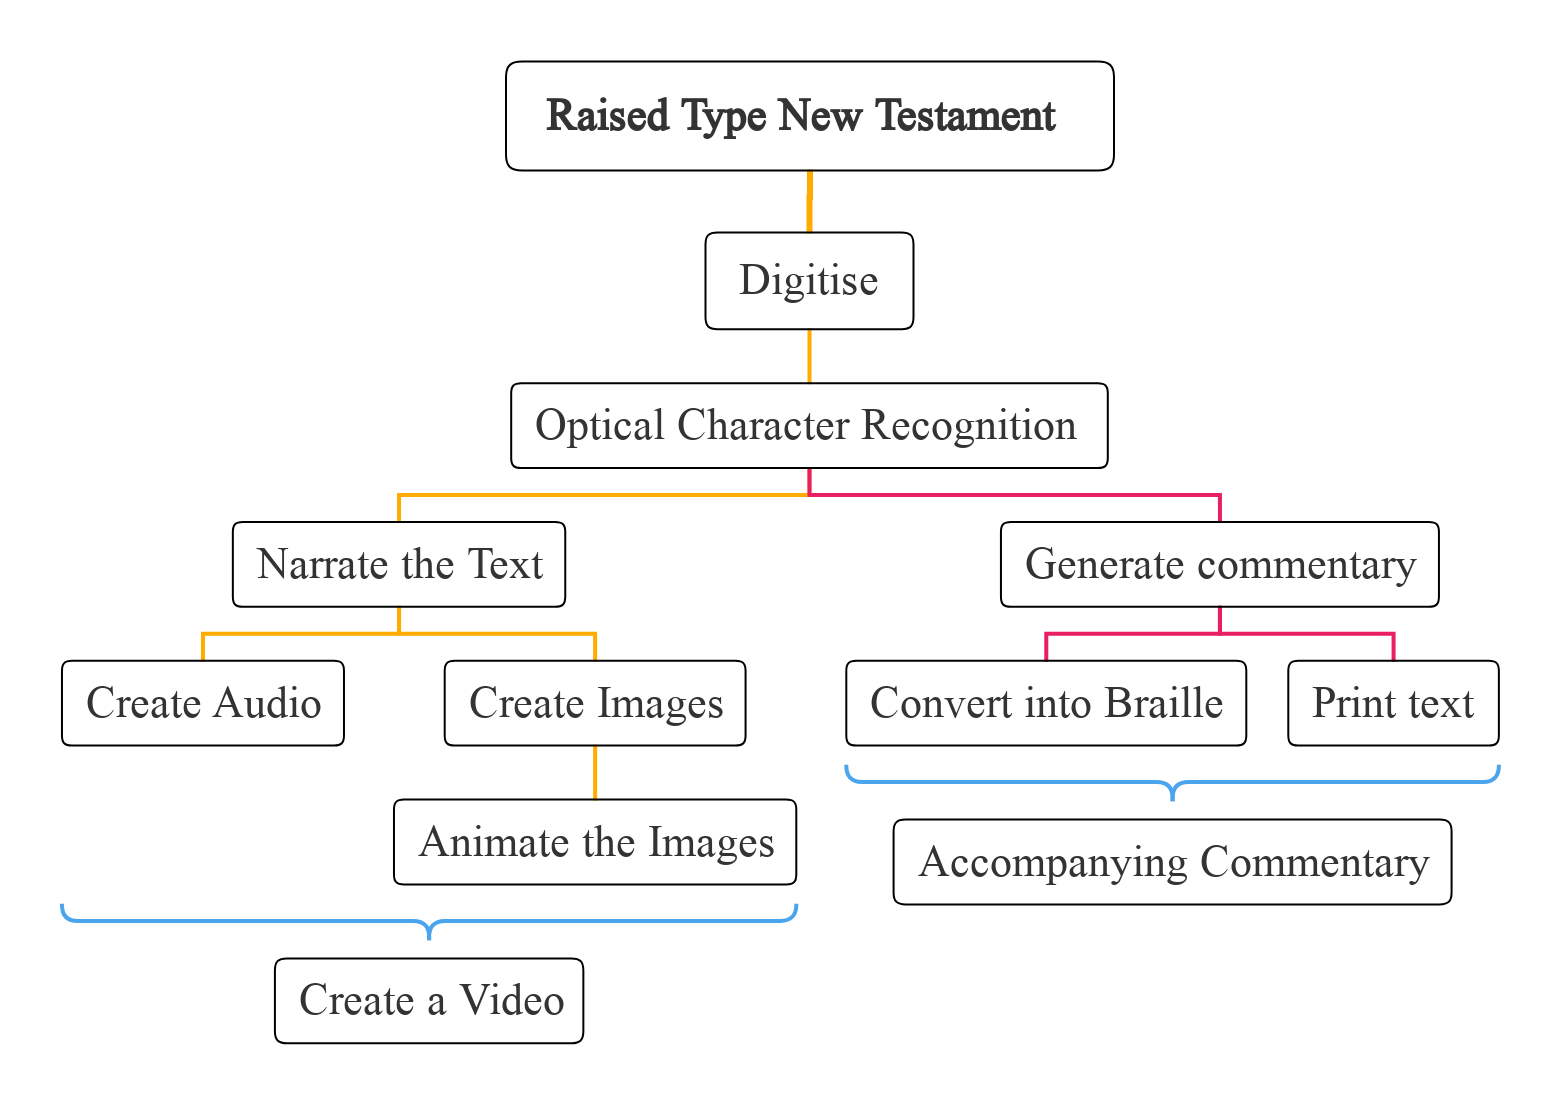 Raised Type New Testament
Digitise
Optical Character Recognition
Narrate the Text
Generate commentary
Create Audio
Create Images
Convert into Braille
Print text
Animate the Images
Accompanying Commentary
Create a Video